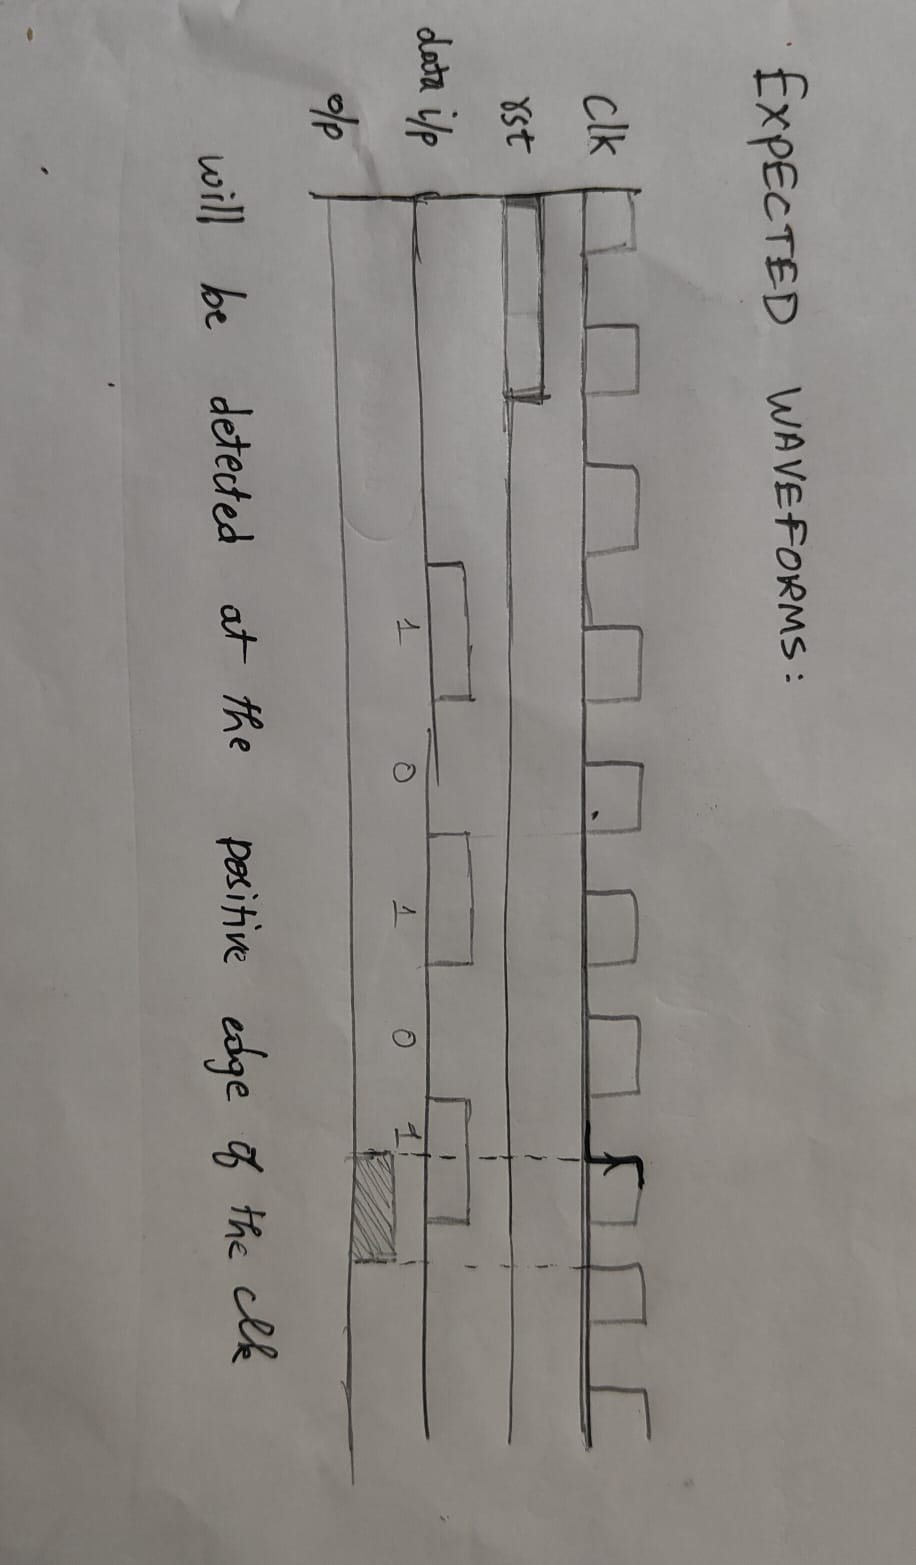 EXPECTED WAVEFORMS:
Clk
rst
data i/p
1 0 1 0 1
o/p
will be detected at the positive edge of the clk